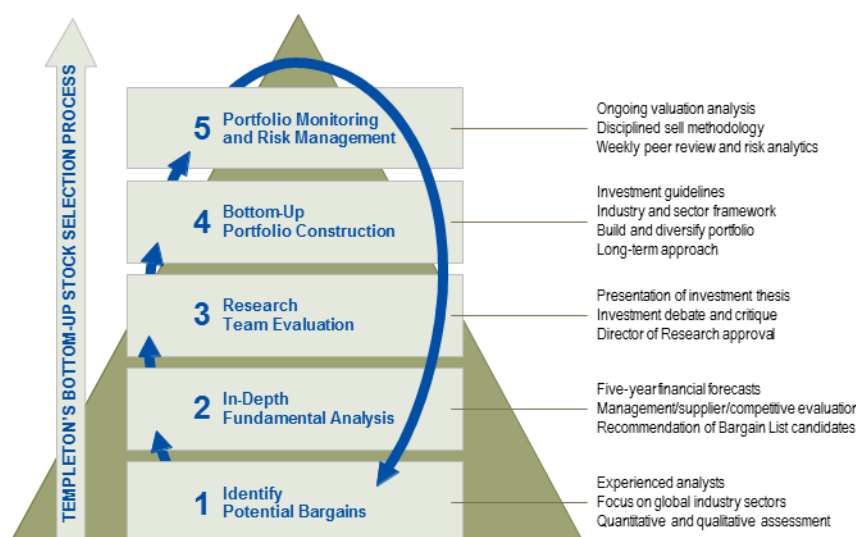 TEMPLETON'S BOTTOM-UP STOCK SELECTION PROCESS
5 Portfolio Monitoring
and Risk Management
Ongoing valuation analysis
Disciplined sell methodology
Weekly peer review and risk analytics
4 Bottom-Up
Portfolio Construction
Investment guidelines
Industry and sector framework
Build and diversify portfolio
Long-term approach
3 Research
Team Evaluation
Presentation of investment thesis
Investment debate and critique
Director of Research approval
2 In-Depth
Fundamental Analysis
Five-year financial forecasts
Management/supplier/competitive evaluation
Recommendation of Bargain List candidates
1 Identify
Potential Bargains
Experienced analysts
Focus on global industry sectors
Quantitative and qualitative assessment